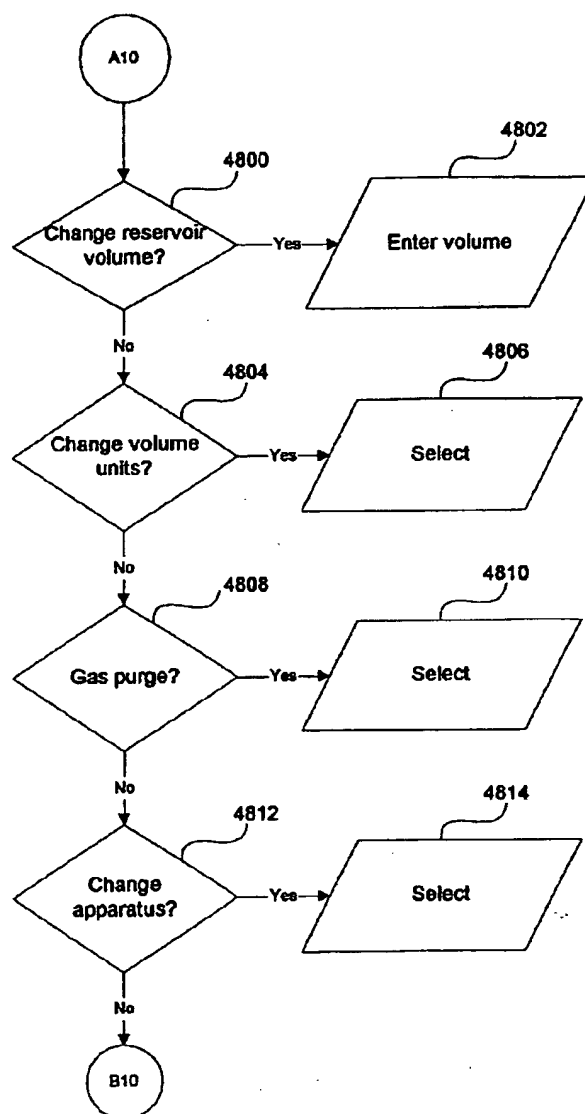 A10
4800
4802
Change reservoir
volume?
Yes
Enter volume
No
4804
4806
Change volume
units?
Yes
Select
No
4808
4810
Gas purge?
Yes
Select
No
4812
4814
Change
apparatus?
Yes
Select
No
B10